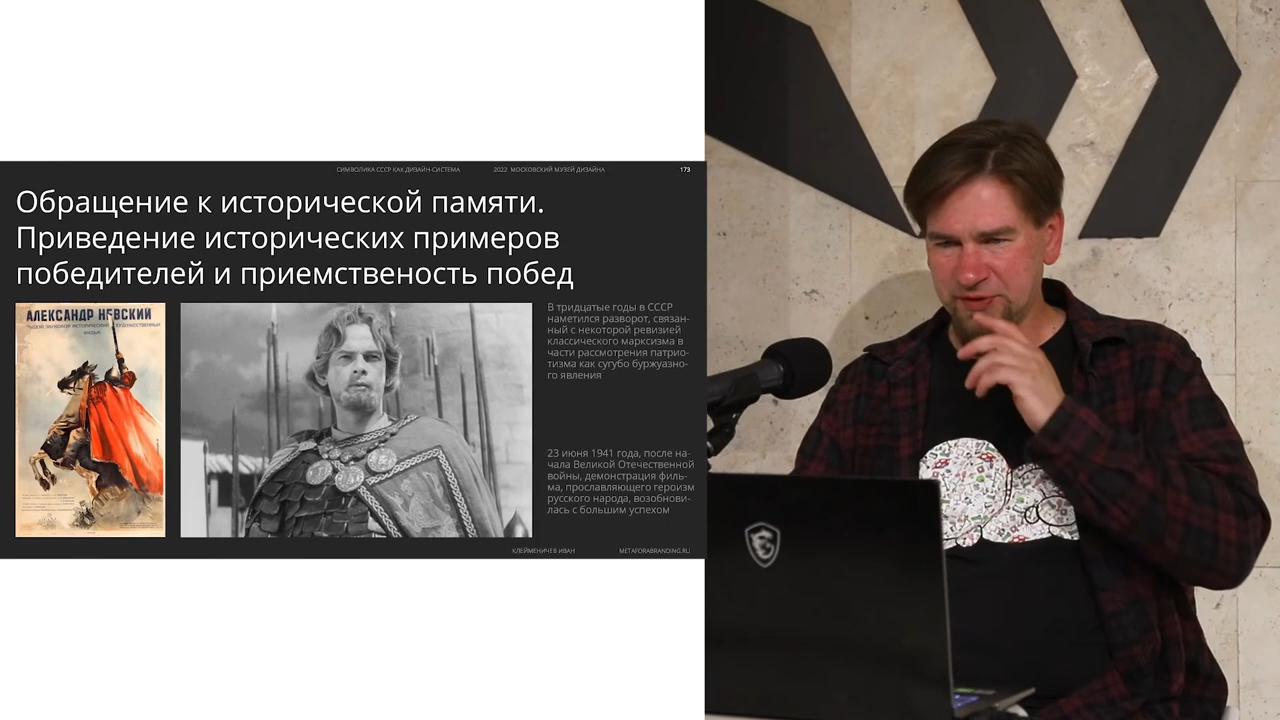 СИМВОЛИКА СССР КАК ДИЗАЙН-СИСТЕМА
2022 МОСКОВСКИЙ МУЗЕЙ ДИЗАЙНА
173
Обращение к исторической памяти.
Приведение исторических примеров
победителей и приемственость побед
АЛЕКСАНДР НЕВСКИЙ
В тридцатые годы в СССР
наметился разворот, связан-
ный с некоторой ревизией
классического марксизма в
части рассмотрения патрио-
тизма как сугубо буржуазно-
го явления
23 июня 1941 года, после на-
чала Великой Отечественной
войны, демонстрация филь-
ма, прославляющего героизм
русского народа, возобнови-
лась с большим успехом
КЛЕЙМЕНИЧЕВ ИВАН
METAFORABRANDING.RU